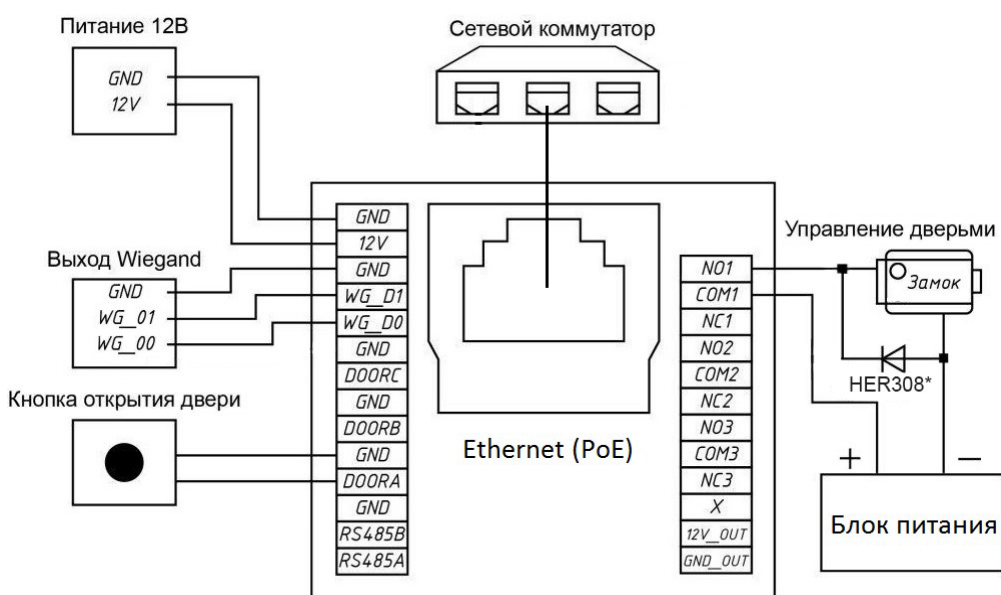 Питание 12В
GND
12V
Сетевой коммутатор
Выход Wiegand
GND
WG_01
WG_00
Кнопка открытия двери
GND
12V
GND
WG_D1
WG_D0
GND
DOORC
GND
DOORB
GND
DOORA
GND
RS485B
RS485A
Ethernet (PoE)
NO1
COM1
NC1
NO2
COM2
NC2
NO3
COM3
NC3
X
12V_OUT
GND_OUT
Управление дверьми
Замок
HER308*
+ −
Блок питания